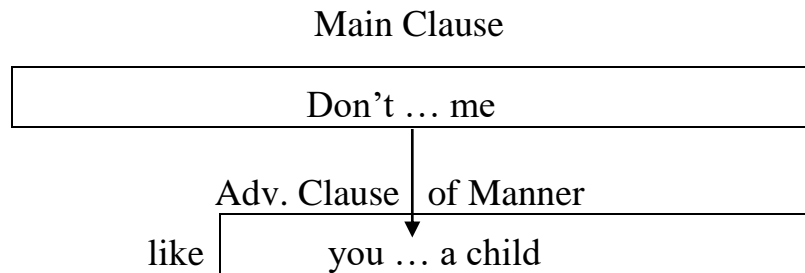 Main Clause
Don’t … me
Adv. Clause of Manner
like you … a child